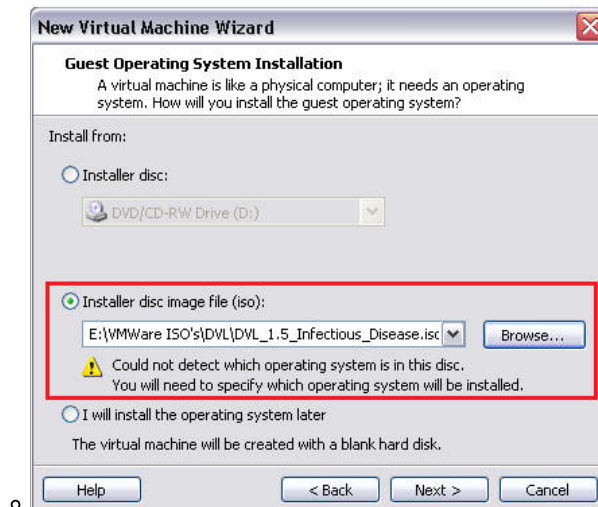 New Virtual Machine Wizard
Guest Operating System Installation
A virtual machine is like a physical computer; it needs an operating
system. How will you install the guest operating system?
Install from:
Installer disc:
DVD/CD-RW Drive (D:)
Installer disc image file (iso):
E:\VMWare ISO's\DVL\DVL_1.5_Infectious_Disease.isc
Browse...
Could not detect which operating system is in this disc.
You will need to specify which operating system will be installed.
I will install the operating system later
The virtual machine will be created with a blank hard disk.
Help
< Back
Next >
Cancel